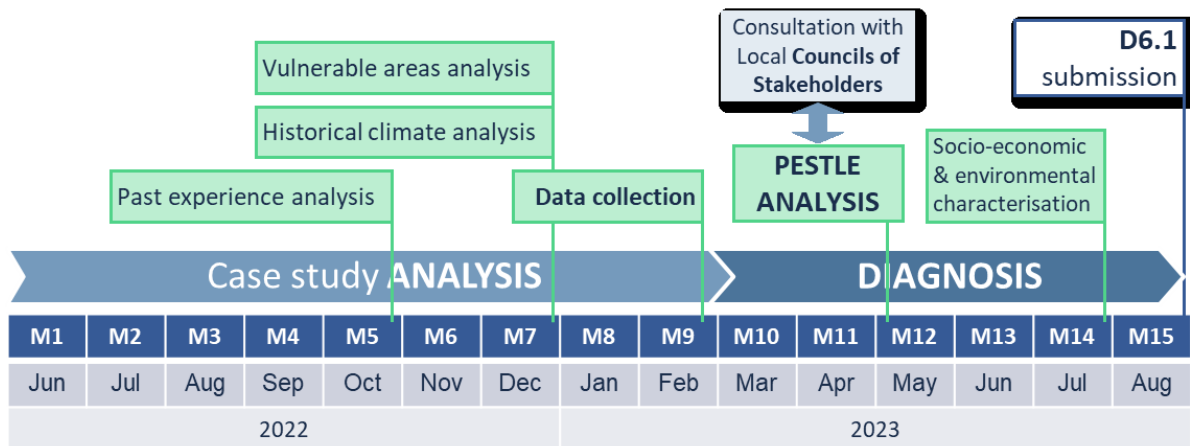 Consultation with
Local Councils of
Stakeholders
D6.1
submission
Vulnerable areas analysis
Historical climate analysis
Past experience analysis
Data collection
PESTLE
ANALYSIS
Socio-economic
& environmental
characterisation
Case study ANALYSIS
DIAGNOSIS
M1 M2 M3 M4 M5 M6 M7 M8 M9 M10 M11 M12 M13 M14 M15
Jun Jul Aug Sep Oct Nov Dec Jan Feb Mar Apr May Jun Jul Aug
2022 2023